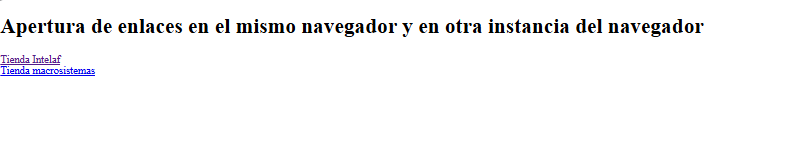 Apertura de enlaces en el mismo navegador y en otra instancia del navegador
Tienda Intelaf
Tienda macrosistemas